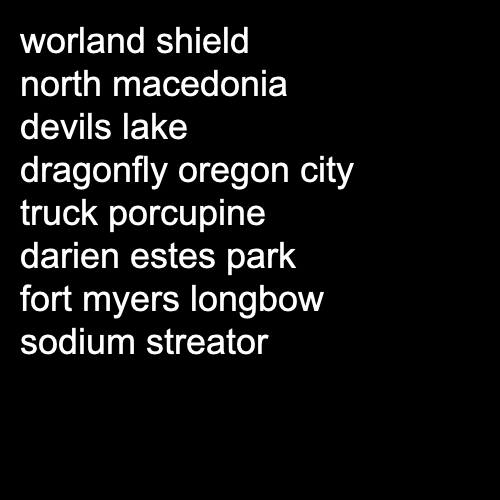 worland shield
north macedonia
devils lake
dragonfly oregon city
truck porcupine
darien estes park
fort myers longbow
sodium streator